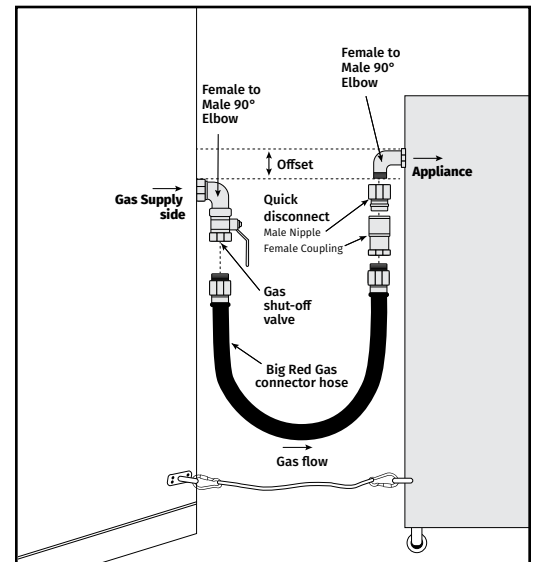 Female to
Male 90°
Elbow
Female to
Male 90°
Elbow
Offset
Appliance
Gas Supply
side
Quick
disconnect
Male Nipple
Female Coupling
Gas
shut-off
valve
Big Red Gas
connector hose
Gas flow